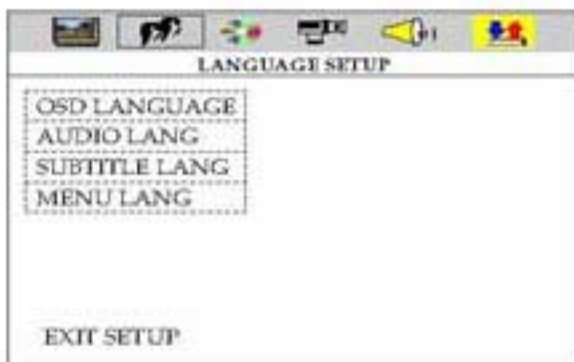 LANGUAGE SETUP
OSD LANGUAGE
AUDIO LANG
SUBTITLE LANG
MENU LANG
EXIT SETUP